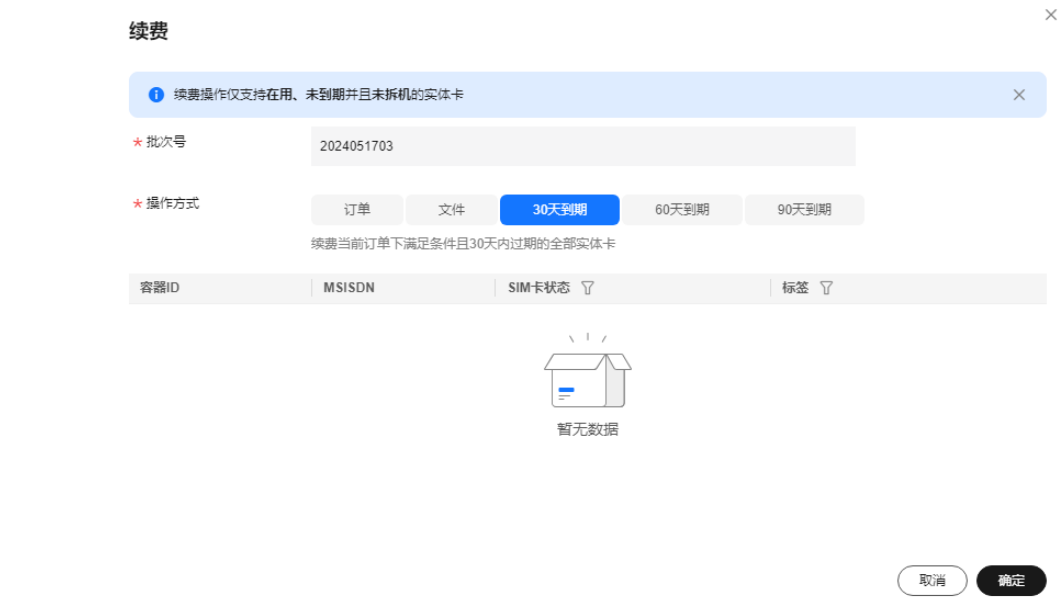 续费
续费操作仅支持在用、未到期并且未拆机的实体卡
* 批次号 2024051703
* 操作方式 订单 文件 30天到期 60天到期 90天到期
续费当前订单下满足条件且30天内过期的全部实体卡
容器ID MSISDN SIM卡状态 标签
暂无数据
取消 确定